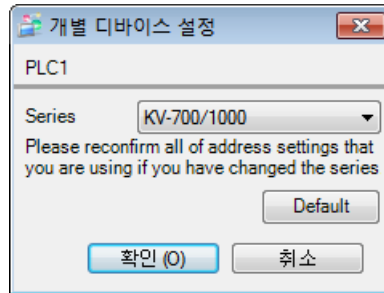 개별 디바이스 설정
PLC1
Series KV-700/1000
Please reconfirm all of address settings that
you are using if you have changed the series
Default
확인 (O) 취소